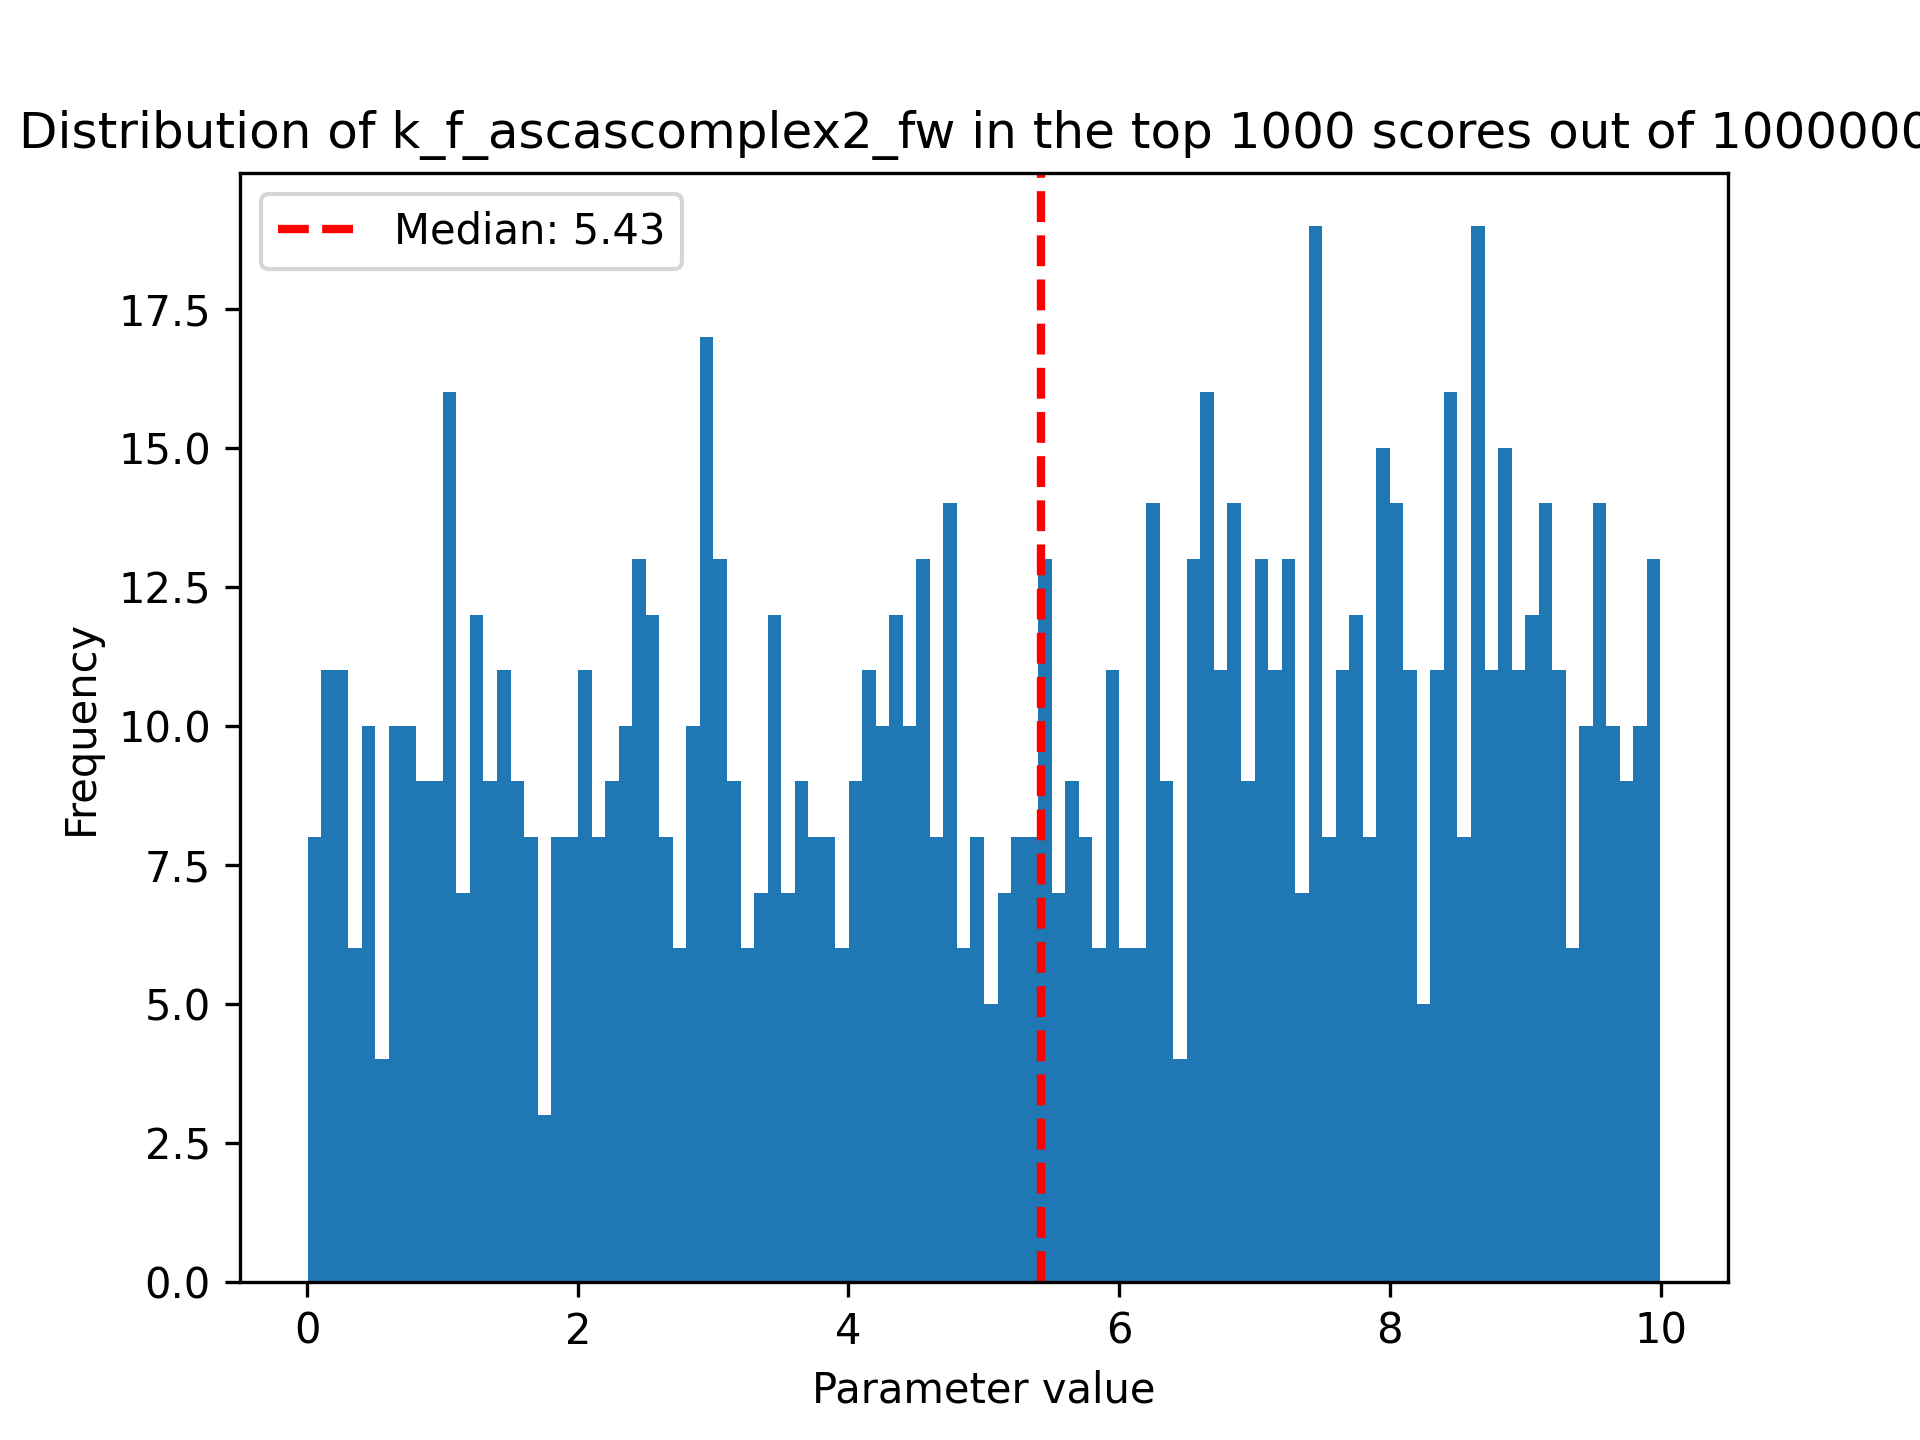 Distribution of k_f_ascascomplex2_fw in the top 1000 scores out of 1000000
Median: 5.43
17.5
15.0
12.5
10.0
7.5
5.0
2.5
0.0
Frequency
0 2 4 6 8 10
Parameter value